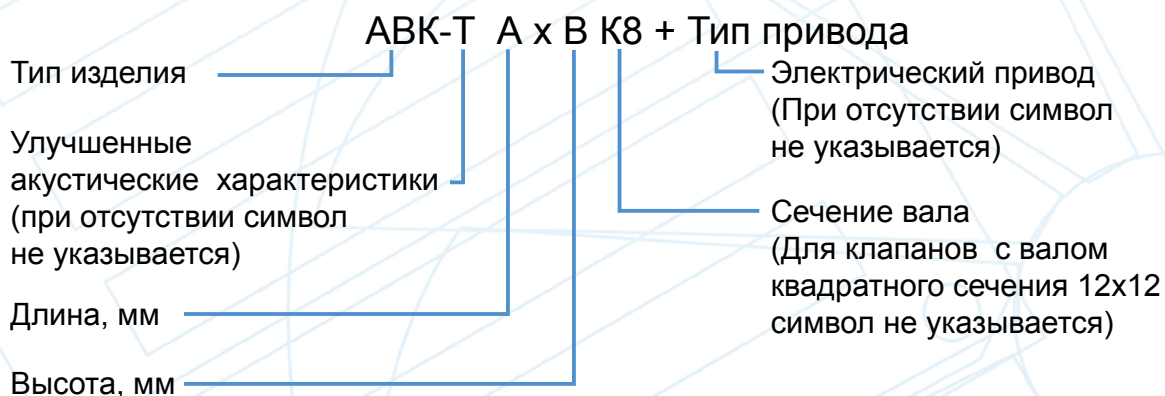 АВК-Т А х В К8 + Тип привода
Тип изделия
Улучшенные
акустические характеристики
(при отсутствии символ
не указывается)
Длина, мм
Высота, мм
Электрический привод
(При отсутствии символ
не указывается)
Сечение вала
(Для клапанов с валом
квадратного сечения 12х12
символ не указывается)